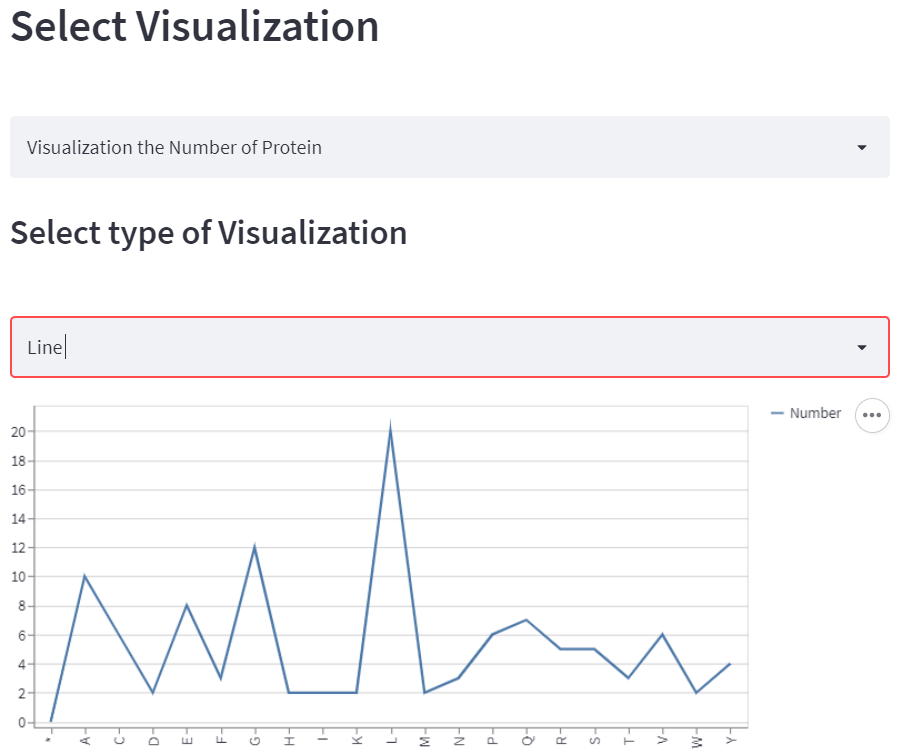 Select Visualization
Visualization the Number of Protein
Select type of Visualization
Line
Number
20
18
16
14
12
10
8
6
4
2
0
* A C D E F G H I K L M N P Q R S T V W Y